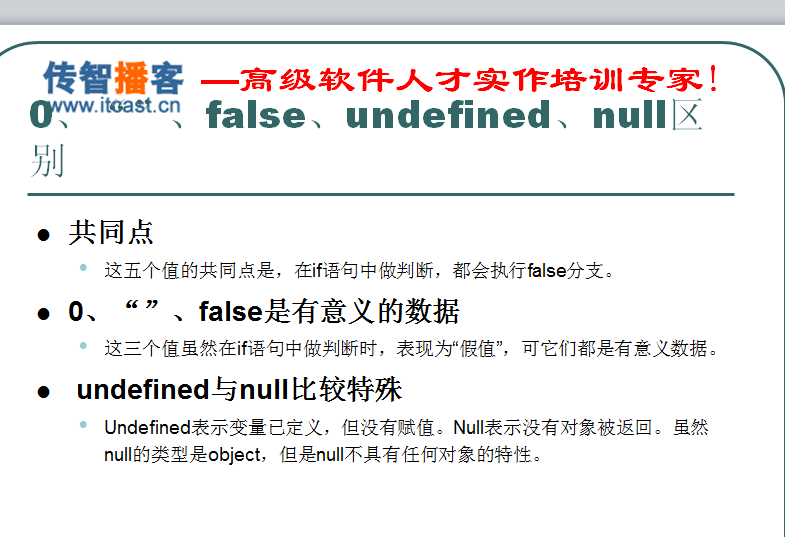 传智播客 —高级软件人才实作培训专家!
www.itcast.cn
0、“”、false、undefined、null区
别
● 共同点
• 这五个值的共同点是，在if语句中做判断，都会执行false分支。
● 0、“”、false是有意义的数据
• 这三个值虽然在if语句中做判断时，表现为“假值”，可它们都是有意义数据。
● undefined与null比较特殊
• Undefined表示变量已定义，但没有赋值。Null表示没有对象被返回。虽然
null的类型是object，但是null不具有任何对象的特性。